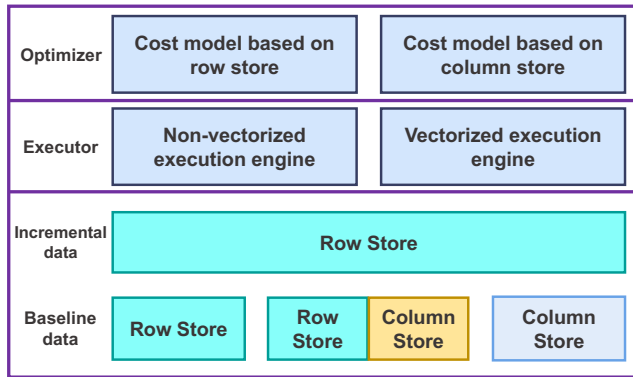 Optimizer
Cost model based on
row store
Cost model based on
column store
Executor
Non-vectorized
execution engine
Vectorized execution
engine
Incremental
data
Row Store
Baseline
data
Row Store
Row
Store
Column
Store
Column
Store